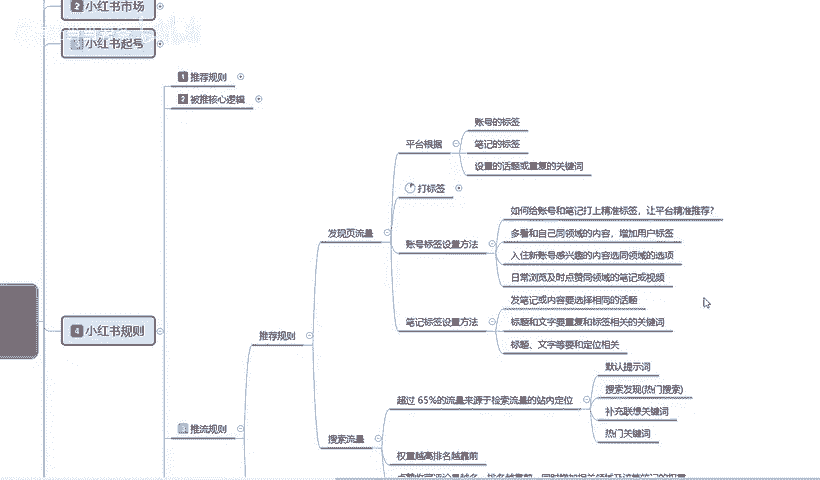 2 小红书市场
3 小红书起号
1 推荐规则
2 被推核心逻辑
账号的标签
平台根据
笔记的标签
设置的话题或重复的关键词
打标签
如何给账号和笔记打上精准标签，让平台精准推荐?
发现页流量
多看和自己同领域的内容，增加用户标签
账号标签设置方法
入住新账号感兴趣的内容选同领域的选项
日常浏览及时点赞同领域的笔记或视频
发笔记或内容要选择相同的话题
笔记标签设置方法
标题和文字要重复和标签相关的关键词
4 小红书规则
推荐规则
标题、文字等要和定位相关
默认提示词
搜索发现(热门搜索)
超过 65%的流量来源于检索流量的站内定位
补充联想关键词
3 推流规则
热门关键词
搜索流量
权重越高排名越靠前